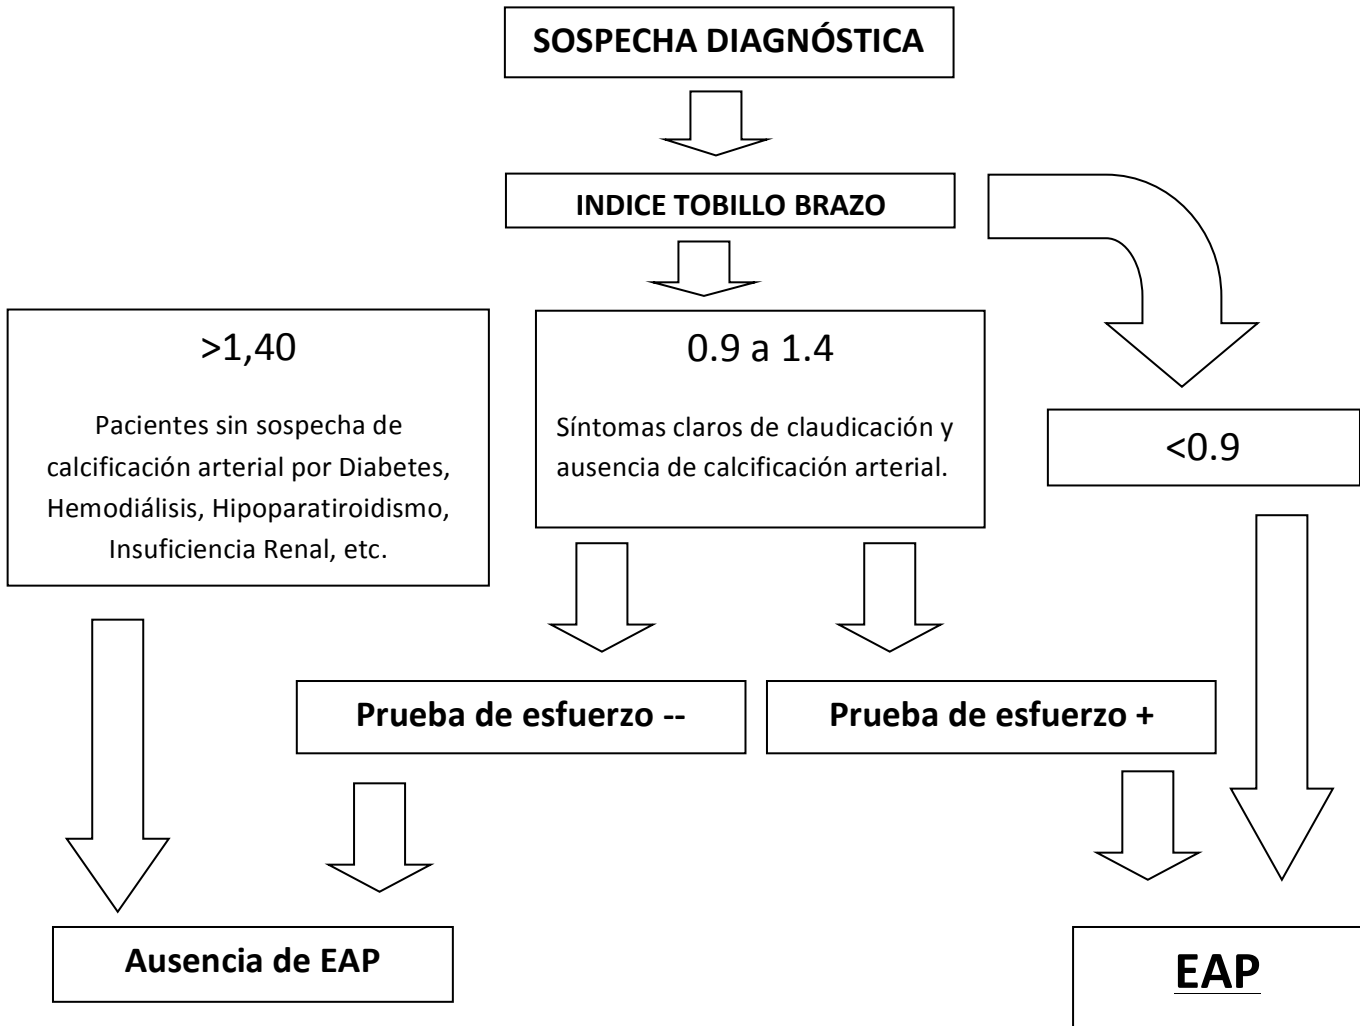 SOSPECHA DIAGNÓSTICA
INDICE TOBILLO BRAZO
>1,40
Pacientes sin sospecha de
calcificación arterial por Diabetes,
Hemodiálisis, Hipoparatiroidismo,
Insuficiencia Renal, etc.
0.9 a 1.4
Síntomas claros de claudicación y
ausencia de calcificación arterial.
<0.9
Prueba de esfuerzo --
Prueba de esfuerzo +
Ausencia de EAP
EAP